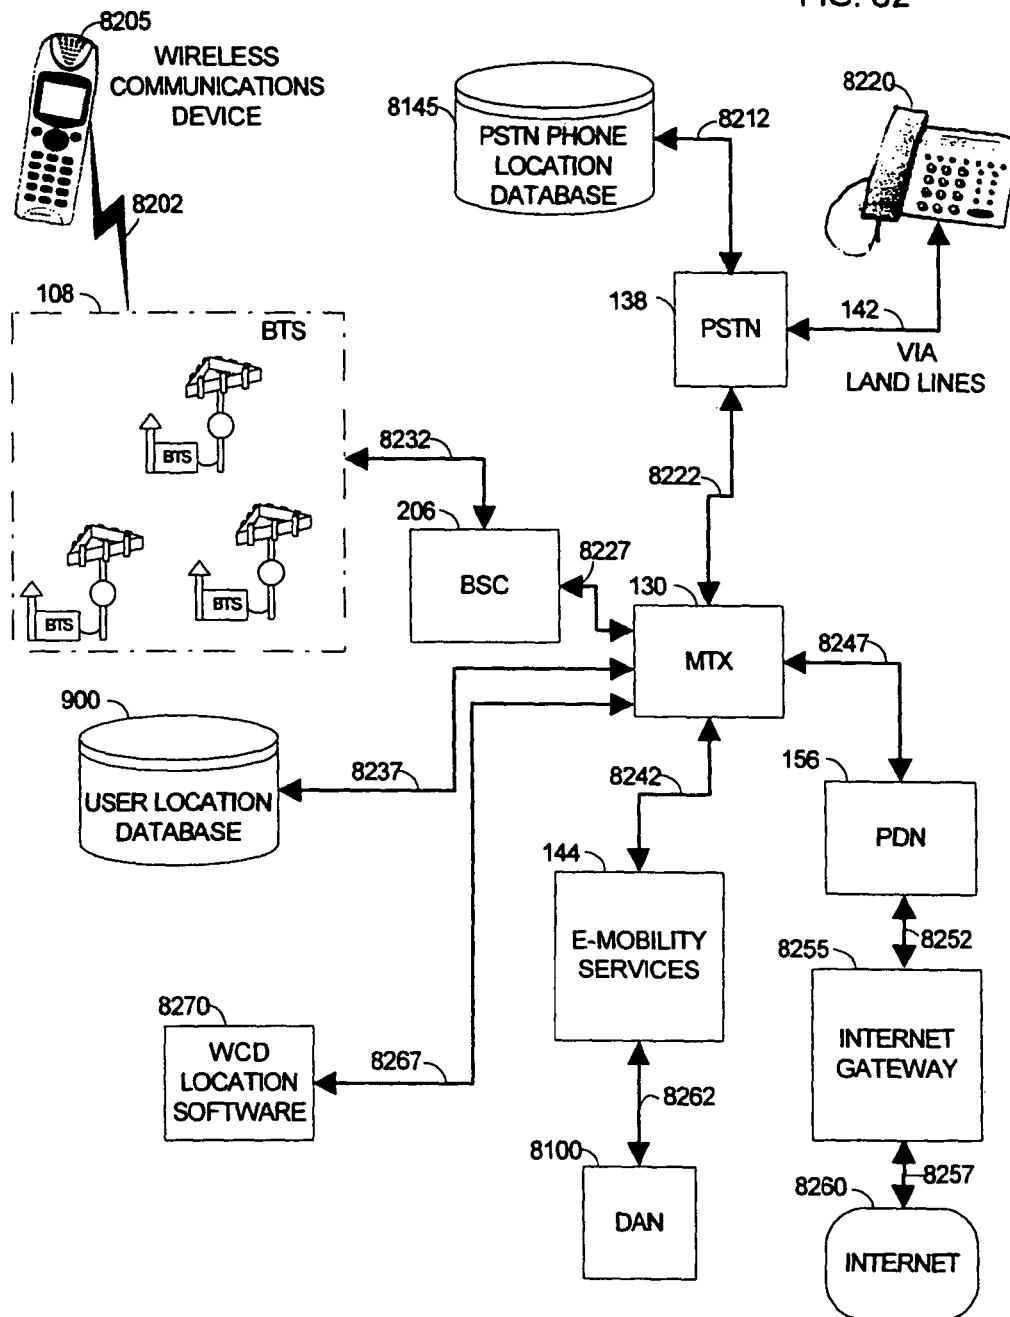 FIG. 82
8205
WIRELESS
COMMUNICATIONS
DEVICE
8202
8145
PSTN PHONE
LOCATION
DATABASE
8212
8220
138
PSTN
142
VIA
LAND LINES
108
BTS
BTS
BTS
BTS
8232
206
BSC
8227
8222
130
MTX
8247
900
USER LOCATION
DATABASE
8237
8242
156
PDN
144
E-MOBILITY
SERVICES
8252
8255
INTERNET
GATEWAY
8270
WCD
LOCATION
SOFTWARE
8267
8262
8100
DAN
8257
8260
INTERNET